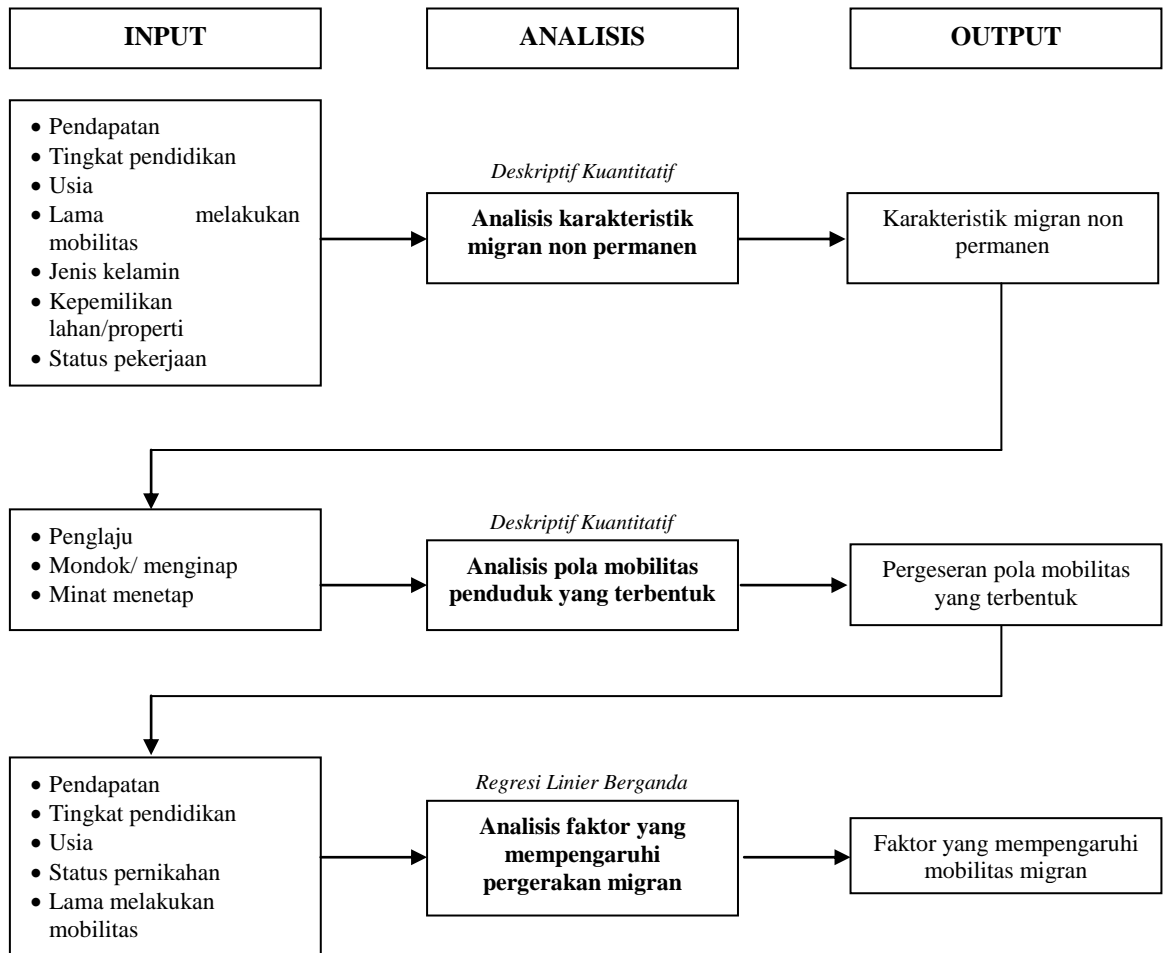 INPUT
ANALISIS
OUTPUT
• Pendapatan
• Tingkat pendidikan
• Usia
• Lama melakukan
mobilitas
• Jenis kelamin
• Kepemilikan
lahan/properti
• Status pekerjaan
Deskriptif Kuantitatif
Analisis karakteristik
migran non permanen
Karakteristik migran non
permanen
• Penglaju
• Mondok/ menginap
• Minat menetap
Deskriptif Kuantitatif
Analisis pola mobilitas
penduduk yang terbentuk
Pergeseran pola mobilitas
yang terbentuk
• Pendapatan
• Tingkat pendidikan
• Usia
• Status pernikahan
• Lama melakukan
mobilitas
Regresi Linier Berganda
Analisis faktor yang
mempengaruhi
pergerakan migran
Faktor yang mempengaruhi
mobilitas migran